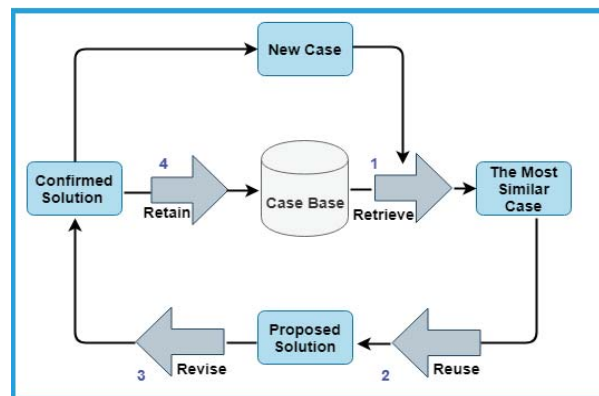 New Case
4
1
Confirmed
Solution
Retain
Case Base
Retrieve
The Most
Similar
Case
Proposed
Solution
3
Revise
2
Reuse